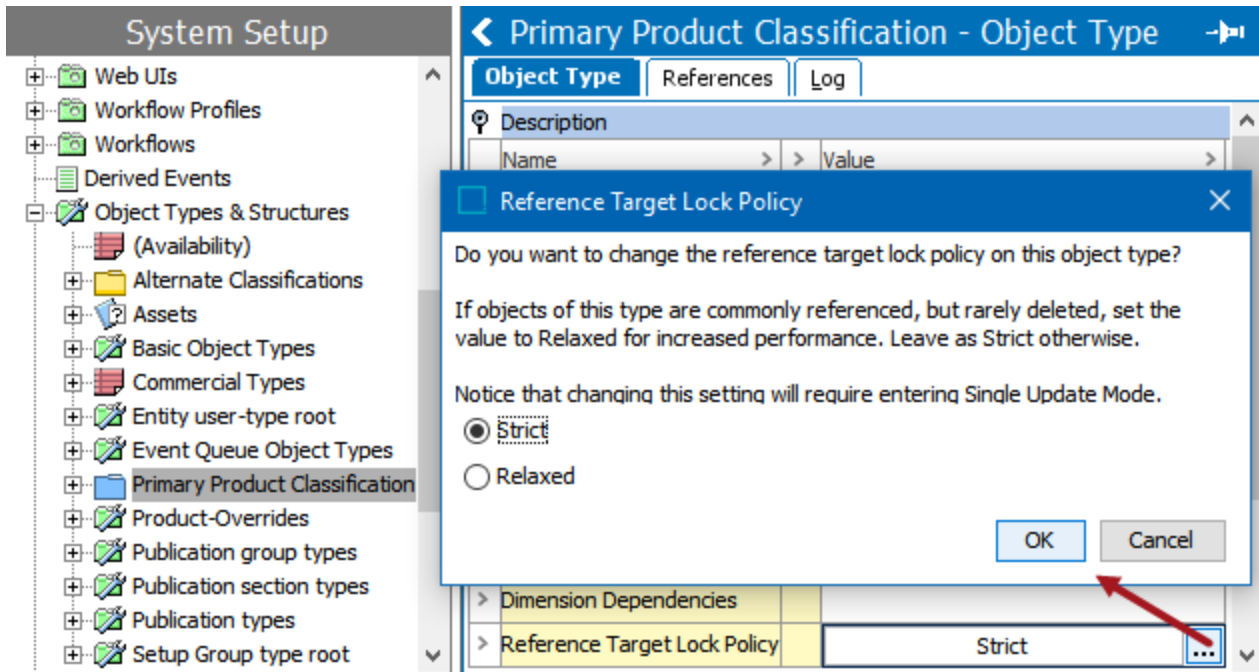 System Setup
Web UIs
Workflow Profiles
Workflows
Derived Events
Object Types & Structures
(Availability)
Alternate Classifications
Assets
Basic Object Types
Commercial Types
Entity user-type root
Event Queue Object Types
Primary Product Classification
Product-Overrides
Publication group types
Publication section types
Publication types
Setup Group type root
Primary Product Classification - Object Type
Object Type References Log
Description
Name > > Value >
Reference Target Lock Policy
Do you want to change the reference target lock policy on this object type?
If objects of this type are commonly referenced, but rarely deleted, set the
value to Relaxed for increased performance. Leave as Strict otherwise.
Notice that changing this setting will require entering Single Update Mode.
Strict
Relaxed
OK Cancel
> Dimension Dependencies
> Reference Target Lock Policy Strict ...